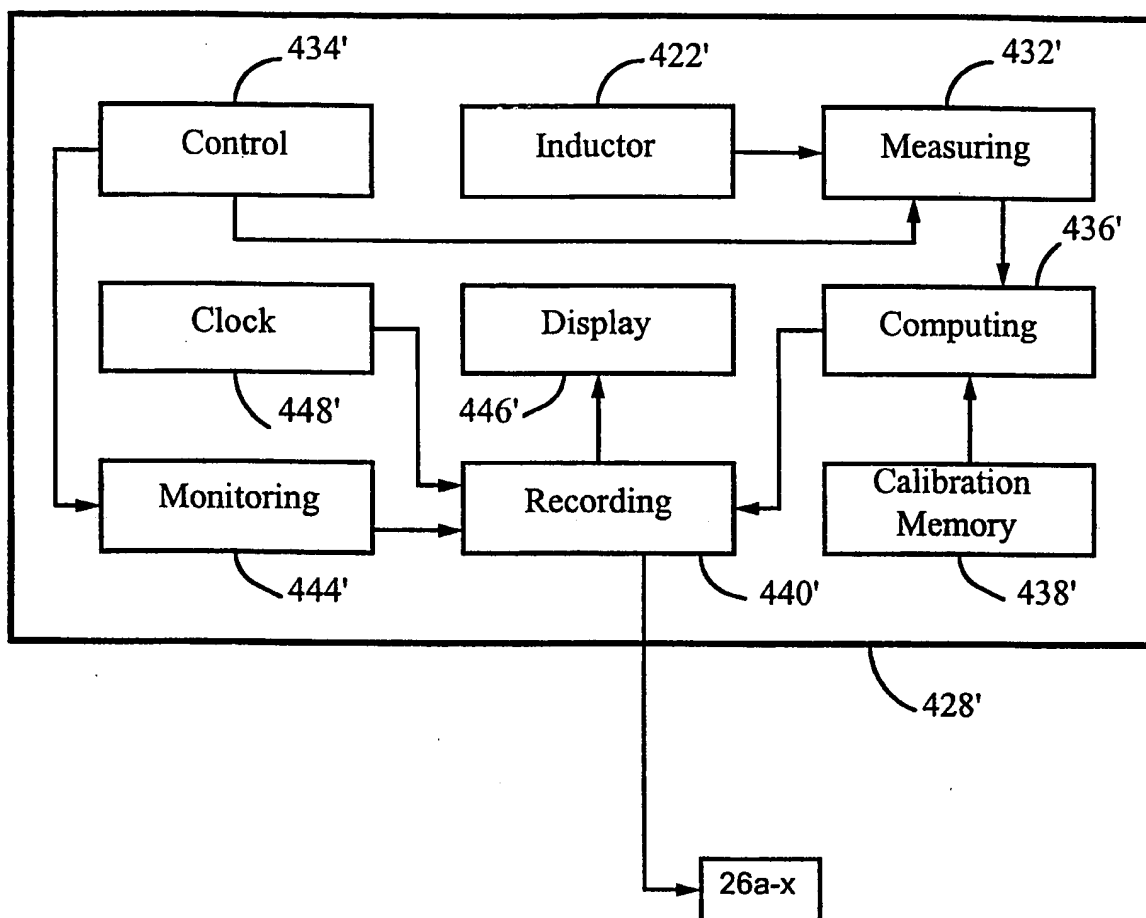 434'
422'
432'
Control
Inductor
Measuring
436'
Clock
Display
Computing
448'
446'
Monitoring
Recording
Calibration
Memory
444'
440'
438'
428'
26a-x